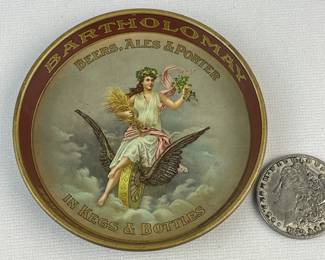 BARTHOLOMAY
BEERS, ALES & PORTER
IN KEGS & BOTTLES